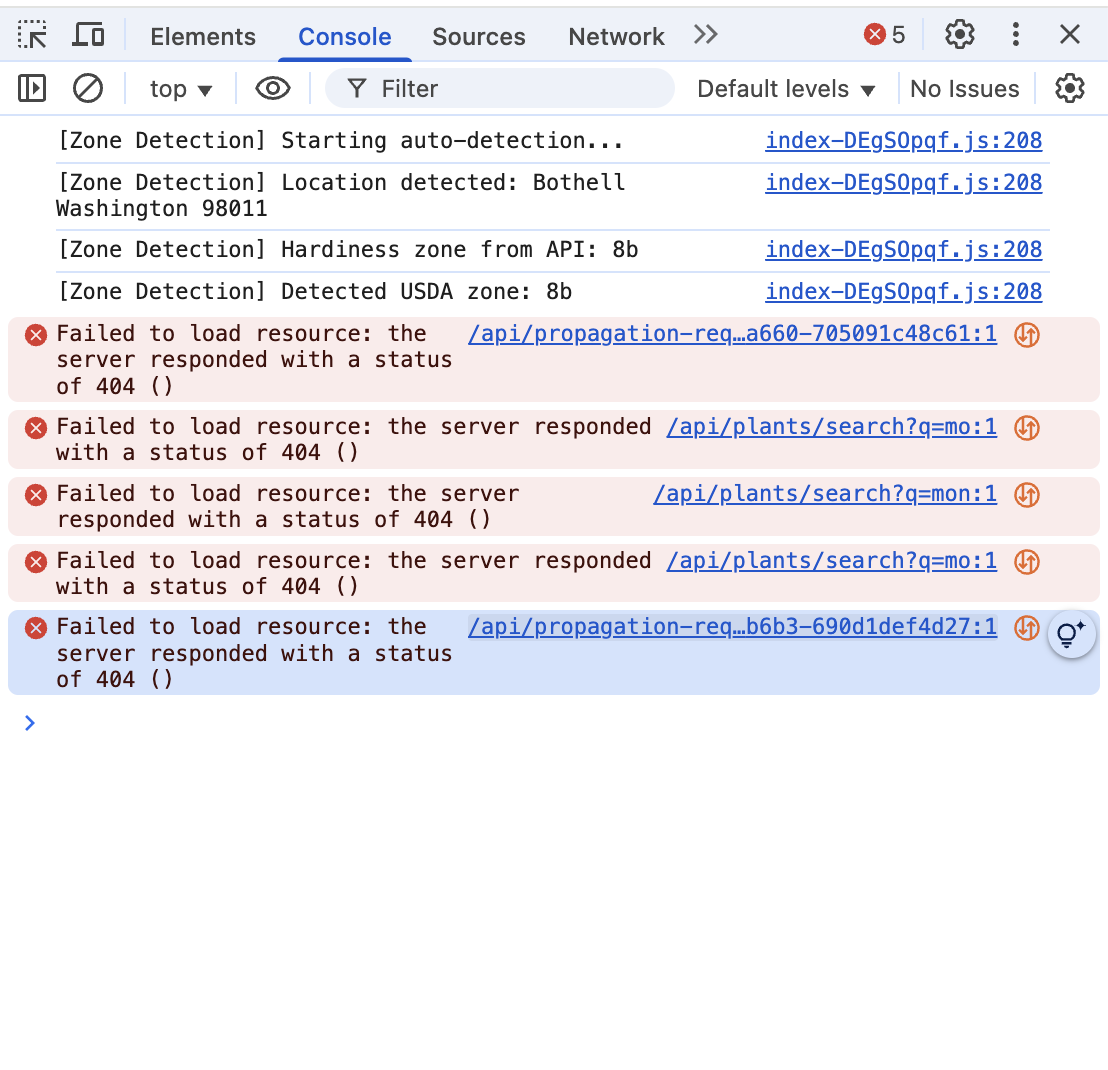 Elements Console Sources Network 5
top Filter Default levels No Issues
[Zone Detection] Starting auto-detection... index-DEgSOpqf.js:208
[Zone Detection] Location detected: Bothell index-DEgSOpqf.js:208
Washington 98011
[Zone Detection] Hardiness zone from API: 8b index-DEgSOpqf.js:208
[Zone Detection] Detected USDA zone: 8b index-DEgSOpqf.js:208
Failed to load resource: the /api/propagation-req…a660-705091c48c61:1
server responded with a status
of 404 ()
Failed to load resource: the server responded /api/plants/search?q=mo:1
with a status of 404 ()
Failed to load resource: the server /api/plants/search?q=mon:1
responded with a status of 404 ()
Failed to load resource: the server responded /api/plants/search?q=mo:1
with a status of 404 ()
Failed to load resource: the /api/propagation-req…b6b3-690d1def4d27:1
server responded with a status
of 404 ()